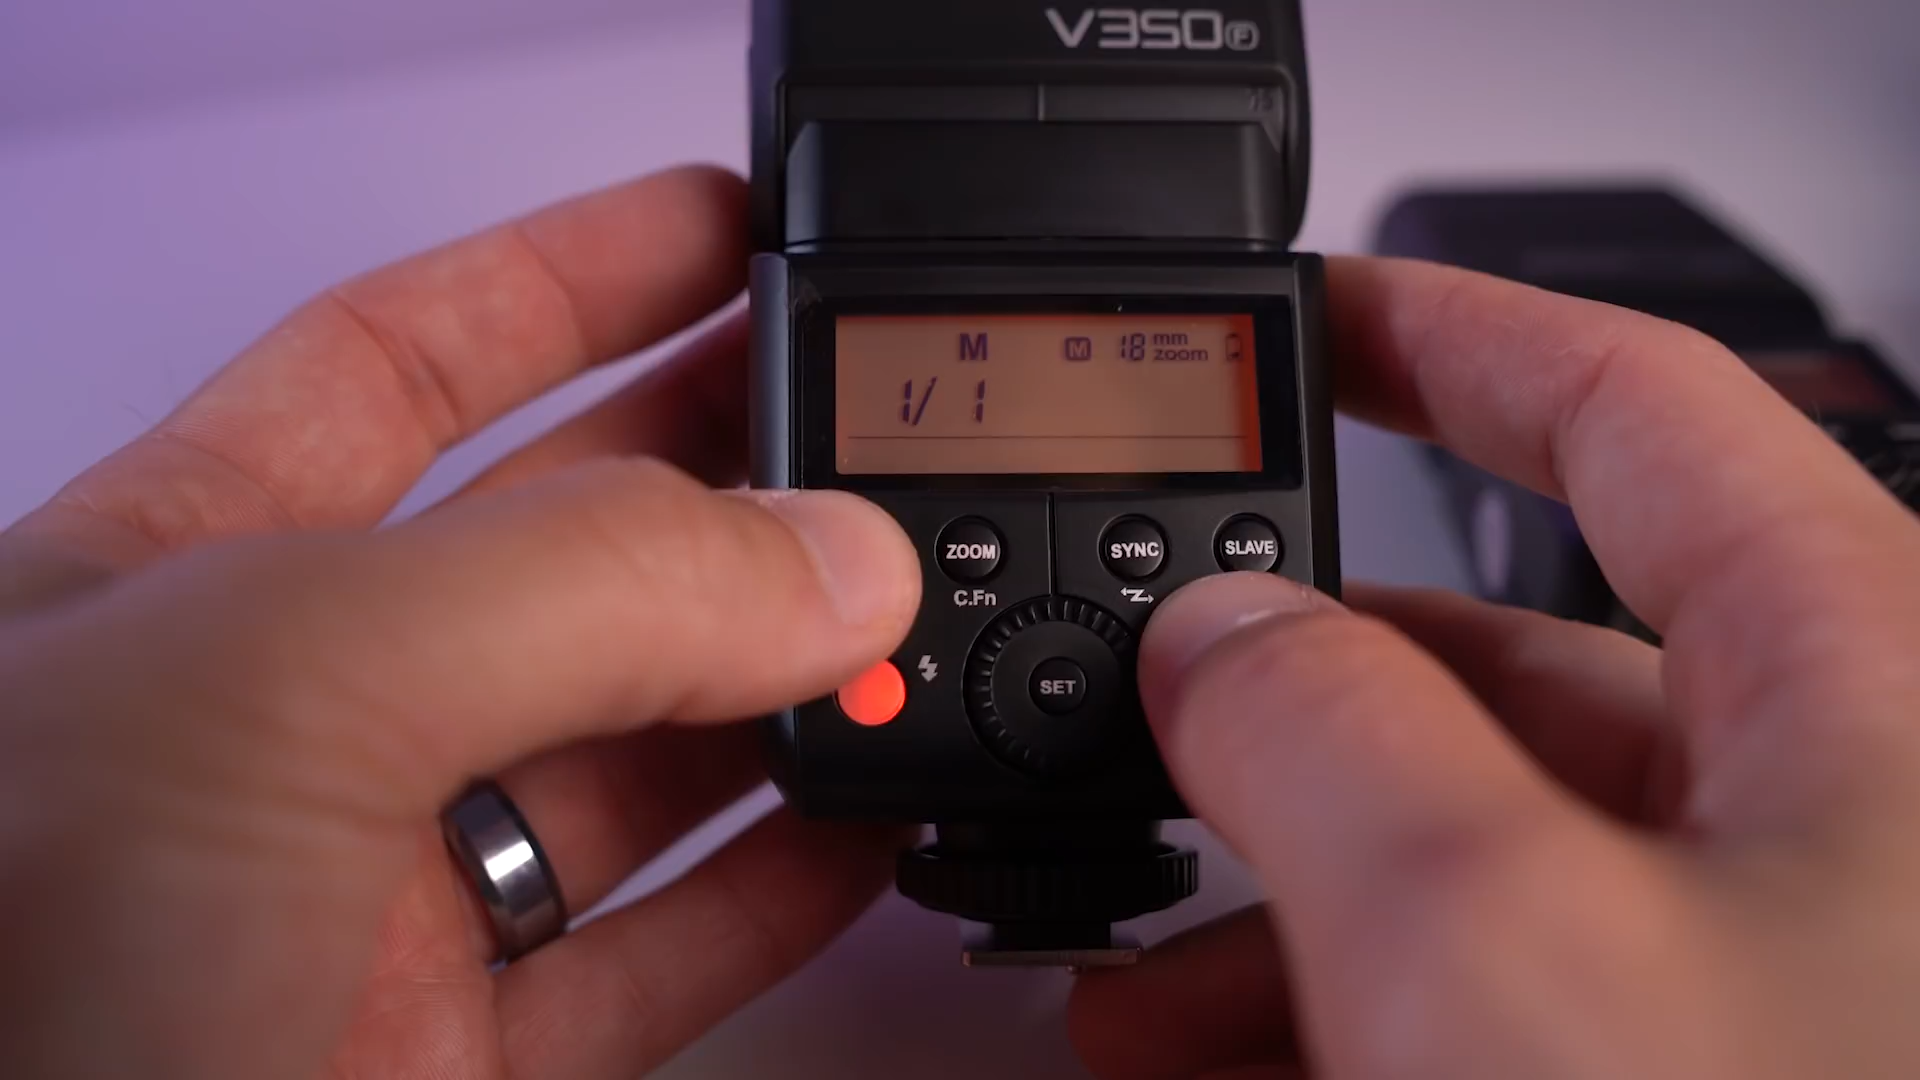 V350F
M M 18 mm zoom
1/1
ZOOM SYNC SLAVE
C.Fn
SET